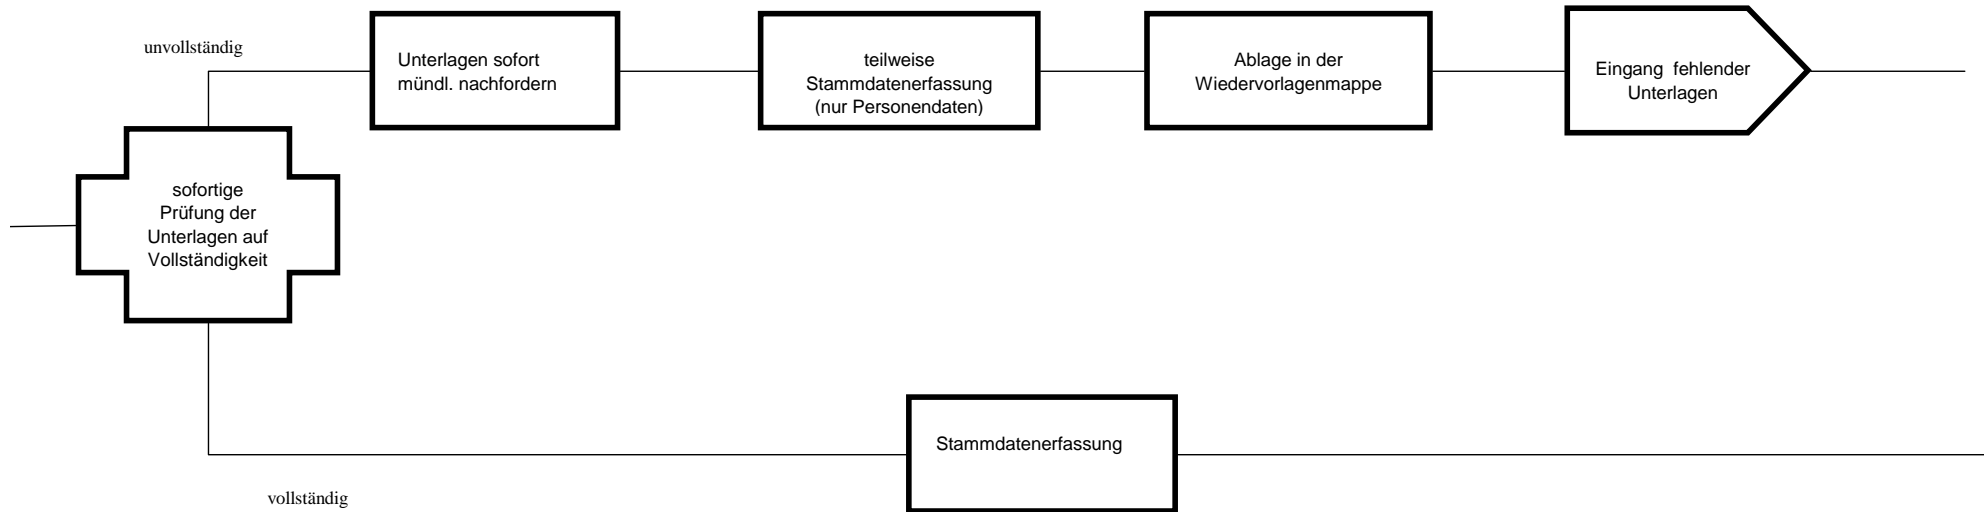 unvollständig
Unterlagen sofort
mündl. nachfordern
teilweise
Stammdatenerfassung
(nur Personendaten)
Ablage in der
Wiedervorlagenmappe
Eingang  fehlender
Unterlagen
sofortige
Prüfung der
Unterlagen auf
Vollständigkeit
Stammdatenerfassung
vollständig